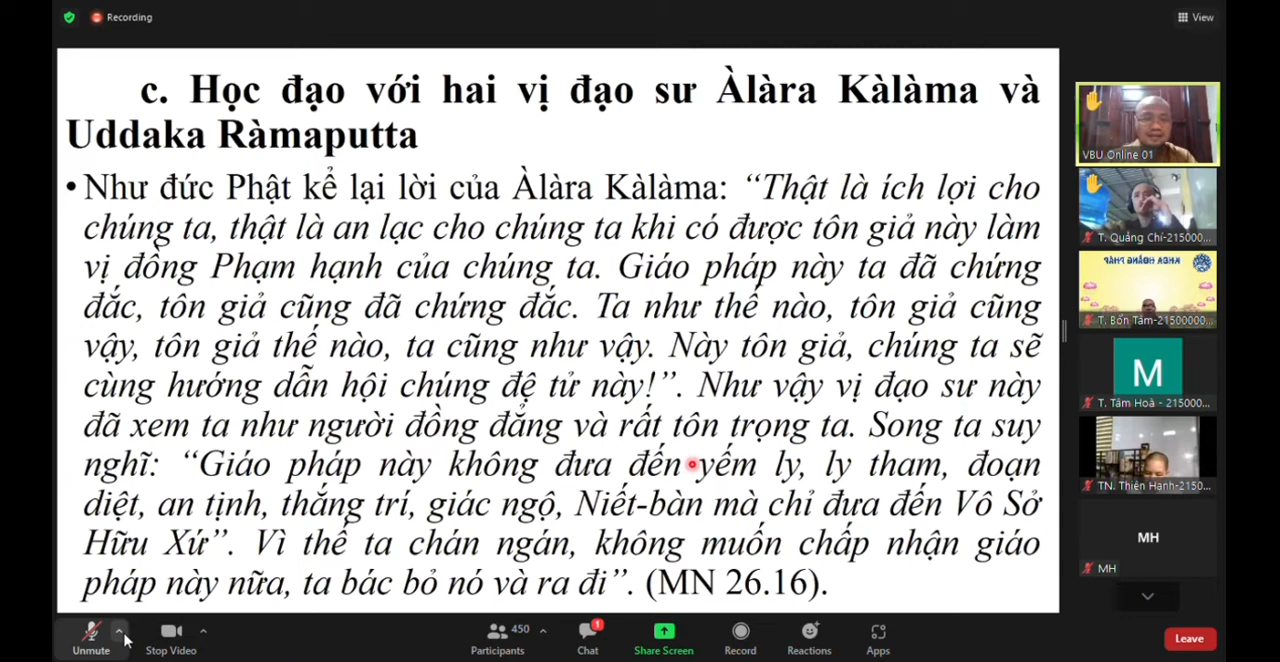 Recording
View
c. Học đạo với hai vị đạo sư Àlàra Kàlàma và
Uddaka Ràmaputta
• Như đức Phật kể lại lời của Àlàra Kàlàma: “Thật là ích lợi cho
chúng ta, thật là an lạc cho chúng ta khi có được tôn giả này làm
vị đồng Phạm hạnh của chúng ta. Giáo pháp này ta đã chứng
đắc, tôn giả cũng đã chứng đắc. Ta như thế nào, tôn giả cũng
vậy, tôn giả thế nào, ta cũng như vậy. Này tôn giả, chúng ta sẽ
cùng hướng dẫn hội chúng đệ tử này!”. Như vậy vị đạo sư này
đã xem ta như người đồng đẳng và rất tôn trọng ta. Song ta suy
nghĩ: “Giáo pháp này không đưa đến yếm ly, ly tham, đoạn
diệt, an tịnh, thắng trí, giác ngộ, Niết-bàn mà chỉ đưa đến Vô Sở
Hữu Xứ”. Vì thế ta chán ngán, không muốn chấp nhận giáo
pháp này nữa, ta bác bỏ nó và ra đi”. (MN 26.16).
VBU Online 01
T. Quảng Chí-215000...
KHOA HOẰNG PHÁP
T. Bổn Tâm-21500000...
M
T. Tâm Hoà - 215000...
TN. Thiện Hạnh-2150...
MH
MH
Unmute
Stop Video
450
Participants
1
Chat
Share Screen
Record
Reactions
Apps
Leave